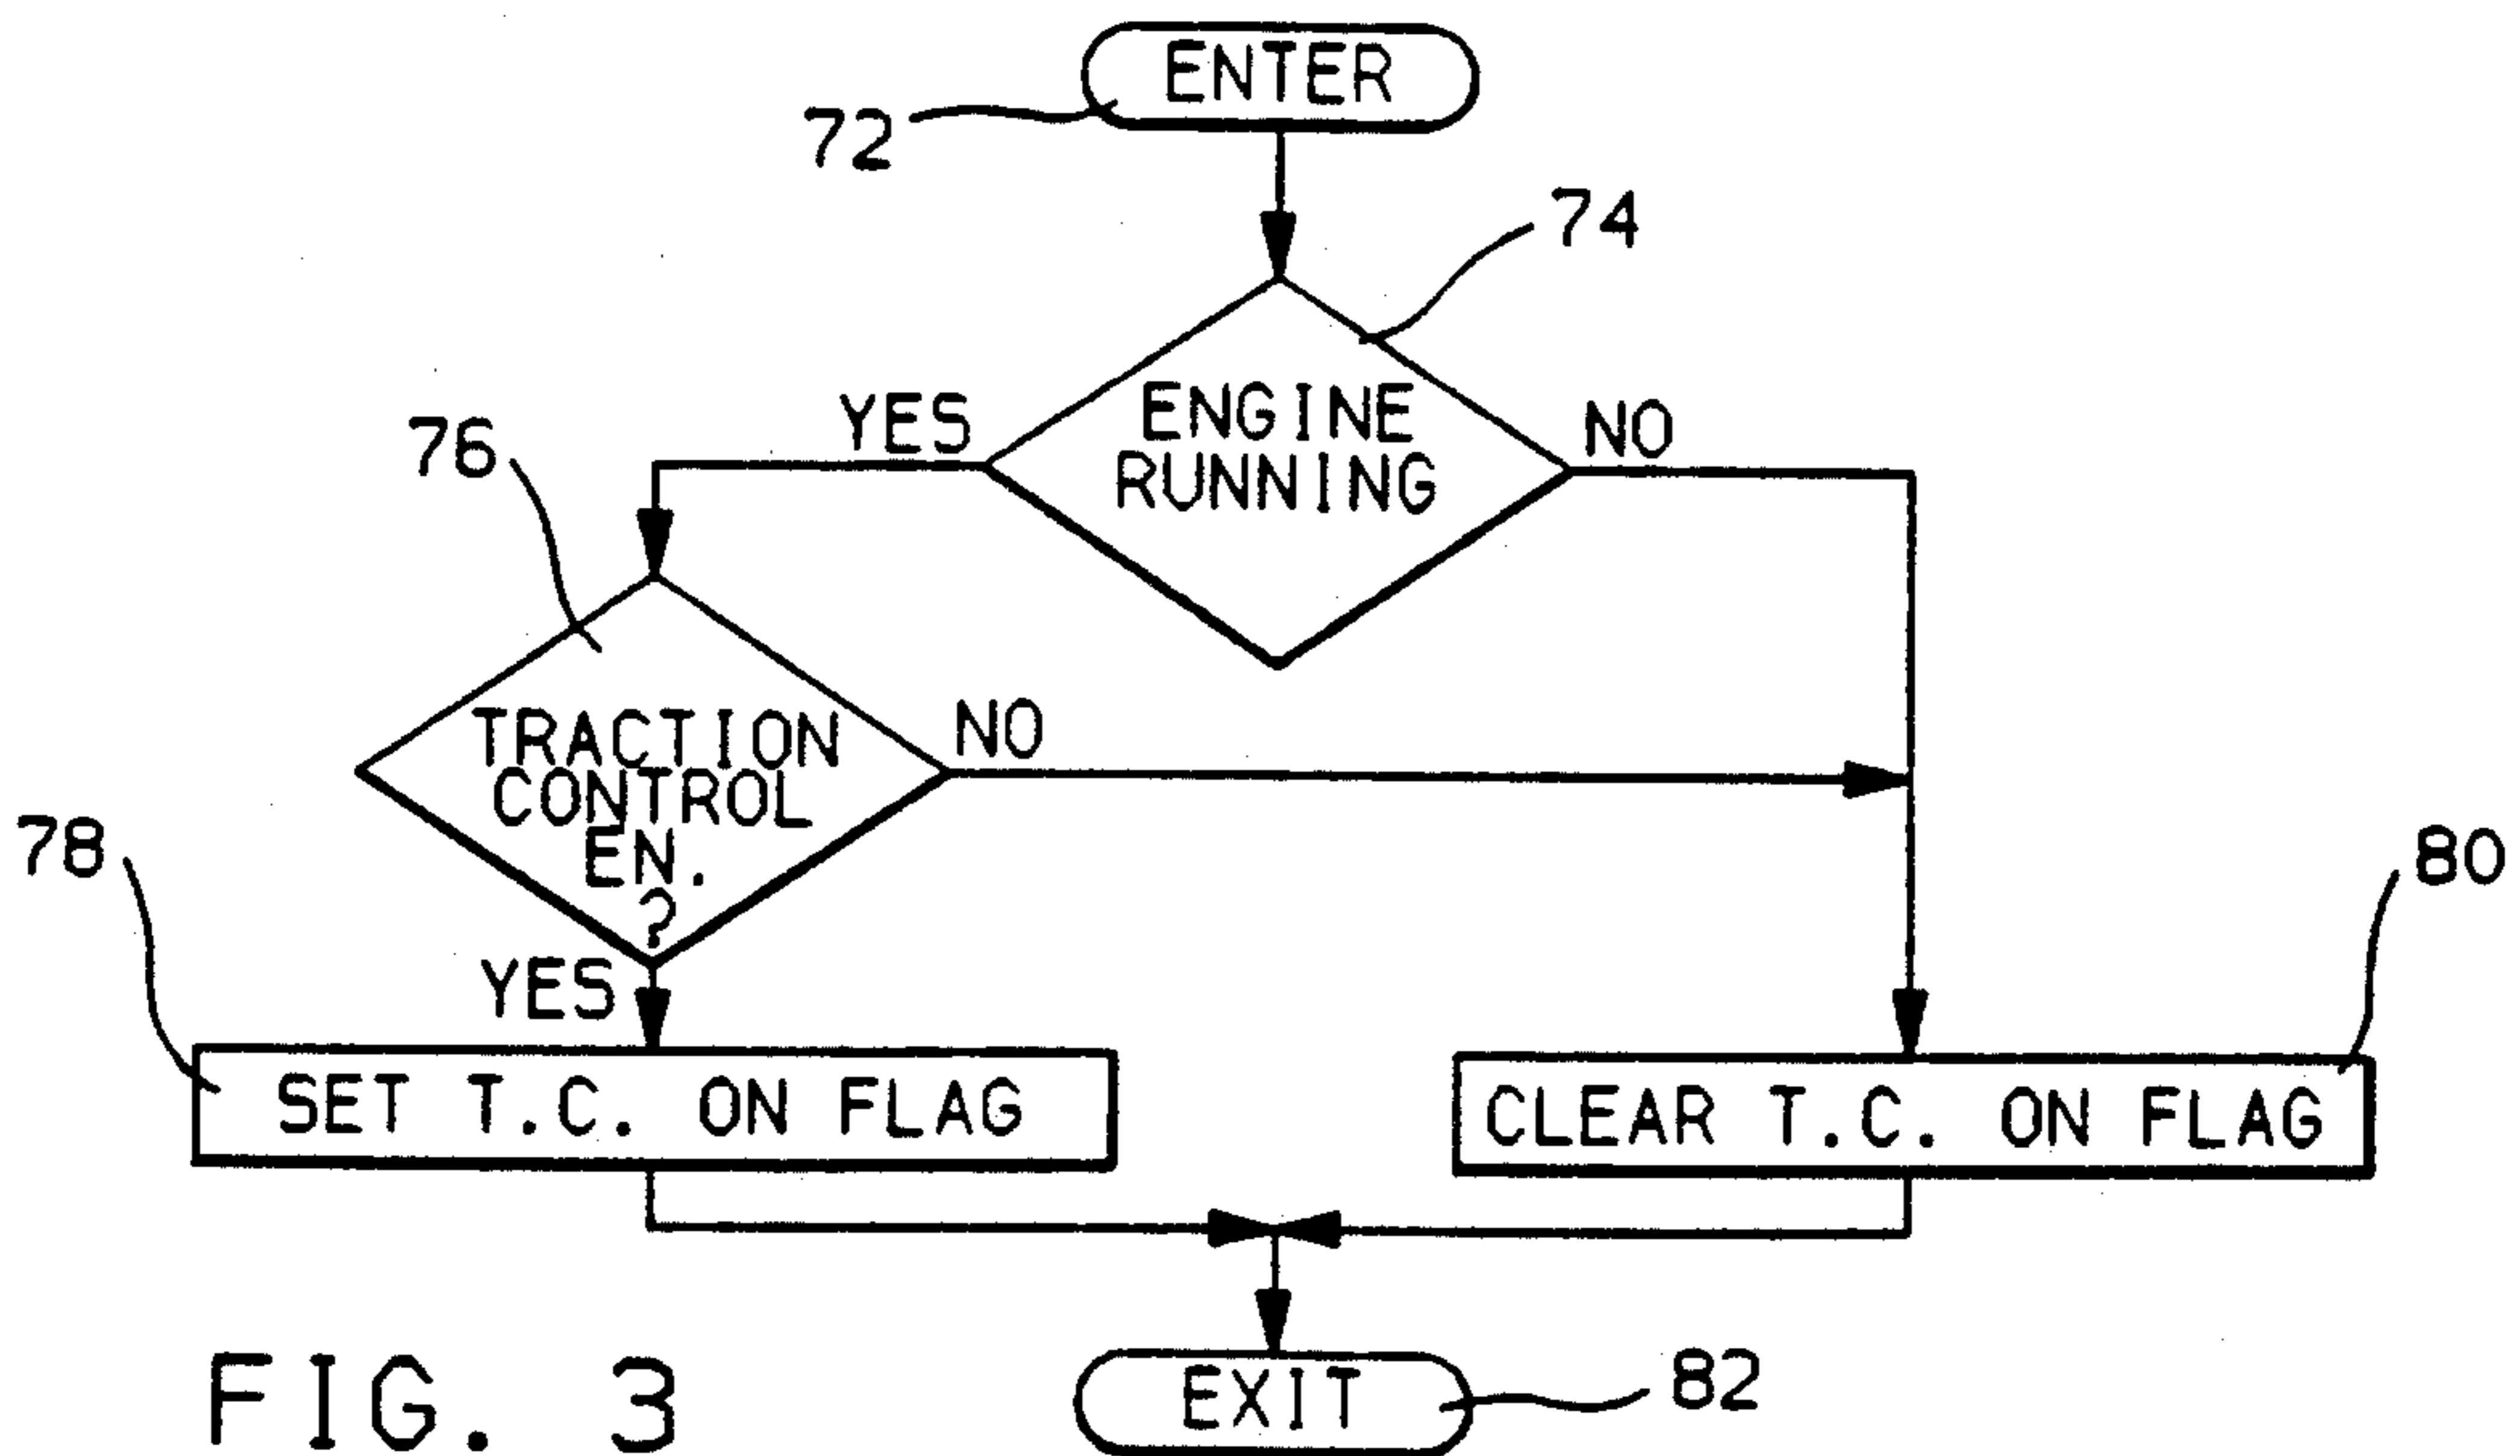 ENTER
72
74
ENGINE
RUNNING
YES
NO
76
TRACTION
CONTROL
EN.
?
NO
YES
78
80
SET T.C. ON FLAG
CLEAR T.C. ON FLAG
EXIT
82
FIG. 3